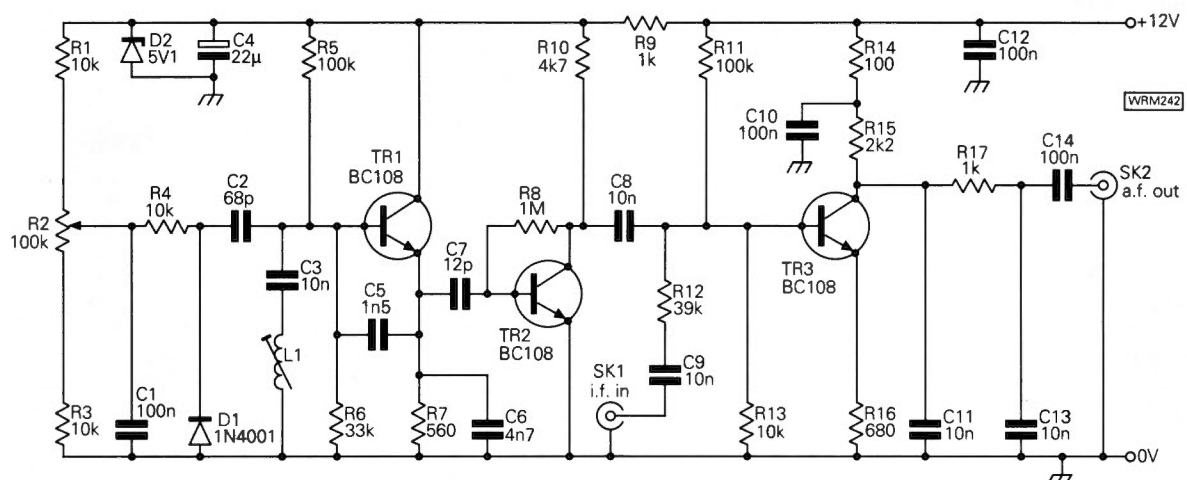 +12V
R1
10k
D2
5V1
C4
22µ
R5
100k
R10
4k7
R9
1k
R11
100k
R14
100
C12
100n
WRM242
C10
100n
R15
2k2
TR1
BC108
C2
68p
R4
10k
R2
100k
R8
1M
C8
10n
R17
1k
C14
100n
SK2
a.f. out
C3
10n
C7
12p
TR3
BC108
C5
1n5
R12
39k
TR2
BC108
L1
SK1
i.f. in
C9
10n
R3
10k
C1
100n
D1
1N4001
R6
33k
R7
560
C6
4n7
R13
10k
R16
680
C11
10n
C13
10n
0V